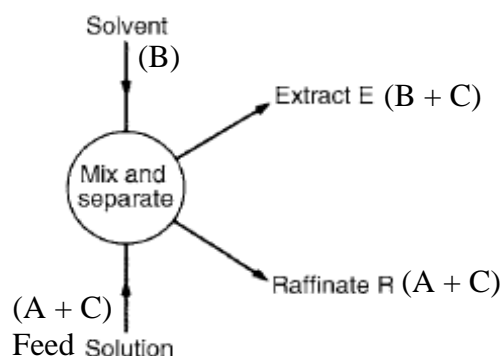 Solvent
(B)
Extract E (B + C)
Mix and
separate
Raffinate R (A + C)
(A + C)
Feed Solution